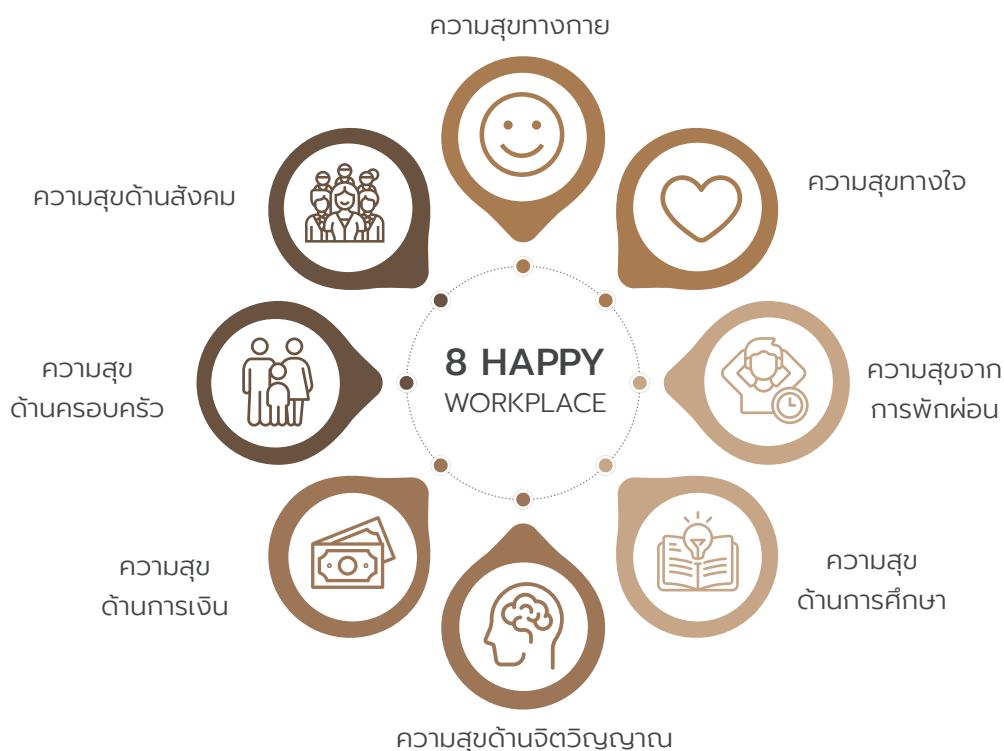 ความสุขทางกาย
ความสุขทางใจ
ความสุขจาก
การพักผ่อน
ความสุข
ด้านการศึกษา
ความสุขด้านจิตวิญญาณ
ความสุข
ด้านการเงิน
ความสุข
ด้านครอบครัว
ความสุขด้านสังคม
8 HAPPY
WORKPLACE